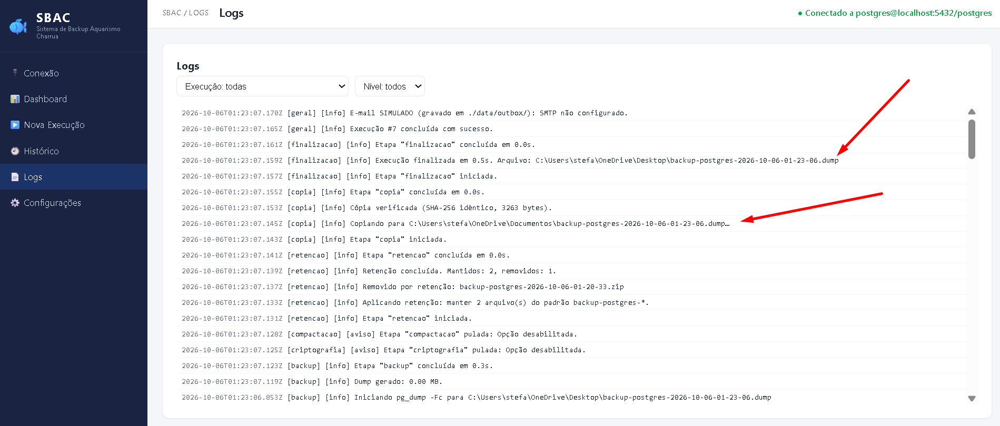 SBAC
Sistema de Backup Aquarismo
Charrua
Conexão
Dashboard
Nova Execução
Histórico
Logs
Configurações
SBAC / LOGS
Logs
● Conectado a postgres@localhost:5432/postgres
Logs
Execução: todas
Nível: todos
2026-10-06T01:23:07.170Z [geral] [info] E-mail SIMULADO (gravado em ./data/outbox/): SMTP não configurado.
2026-10-06T01:23:07.165Z [geral] [info] Execução #7 concluída com sucesso.
2026-10-06T01:23:07.161Z [finalizacao] [info] Etapa "finalizacao" concluída em 0.0s.
2026-10-06T01:23:07.159Z [finalizacao] [info] Execução finalizada em 0.5s. Arquivo: C:\Users\stefa\OneDrive\Desktop\backup-postgres-2026-10-06-01-23-06.dump
2026-10-06T01:23:07.157Z [finalizacao] [info] Etapa "finalizacao" iniciada.
2026-10-06T01:23:07.155Z [copia] [info] Etapa "copia" concluída em 0.0s.
2026-10-06T01:23:07.153Z [copia] [info] Cópia verificada (SHA-256 idêntico, 3263 bytes).
2026-10-06T01:23:07.145Z [copia] [info] Copiando para C:\Users\stefa\OneDrive\Documentos\backup-postgres-2026-10-06-01-23-06.dump…
2026-10-06T01:23:07.143Z [copia] [info] Etapa "copia" iniciada.
2026-10-06T01:23:07.141Z [retencao] [info] Etapa "retencao" concluída em 0.0s.
2026-10-06T01:23:07.139Z [retencao] [info] Retenção concluída. Mantidos: 2, removidos: 1.
2026-10-06T01:23:07.137Z [retencao] [info] Removido por retenção: backup-postgres-2026-10-06-01-20-33.zip
2026-10-06T01:23:07.133Z [retencao] [info] Aplicando retenção: manter 2 arquivo(s) do padrão backup-postgres-*.
2026-10-06T01:23:07.131Z [retencao] [info] Etapa "retencao" iniciada.
2026-10-06T01:23:07.128Z [compactacao] [aviso] Etapa "compactacao" pulada: Opção desabilitada.
2026-10-06T01:23:07.125Z [criptografia] [aviso] Etapa "criptografia" pulada: Opção desabilitada.
2026-10-06T01:23:07.123Z [backup] [info] Etapa "backup" concluída em 0.3s.
2026-10-06T01:23:07.119Z [backup] [info] Dump gerado: 0.00 MB.
2026-10-06T01:23:06.853Z [backup] [info] Iniciando pg_dump -Fc para C:\Users\stefa\OneDrive\Desktop\backup-postgres-2026-10-06-01-23-06.dump